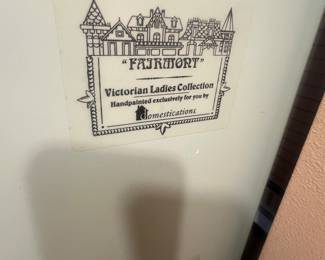 "FAIRMONT"
Victorian Ladies Collection
Handpainted exclusively for you by
Domestications